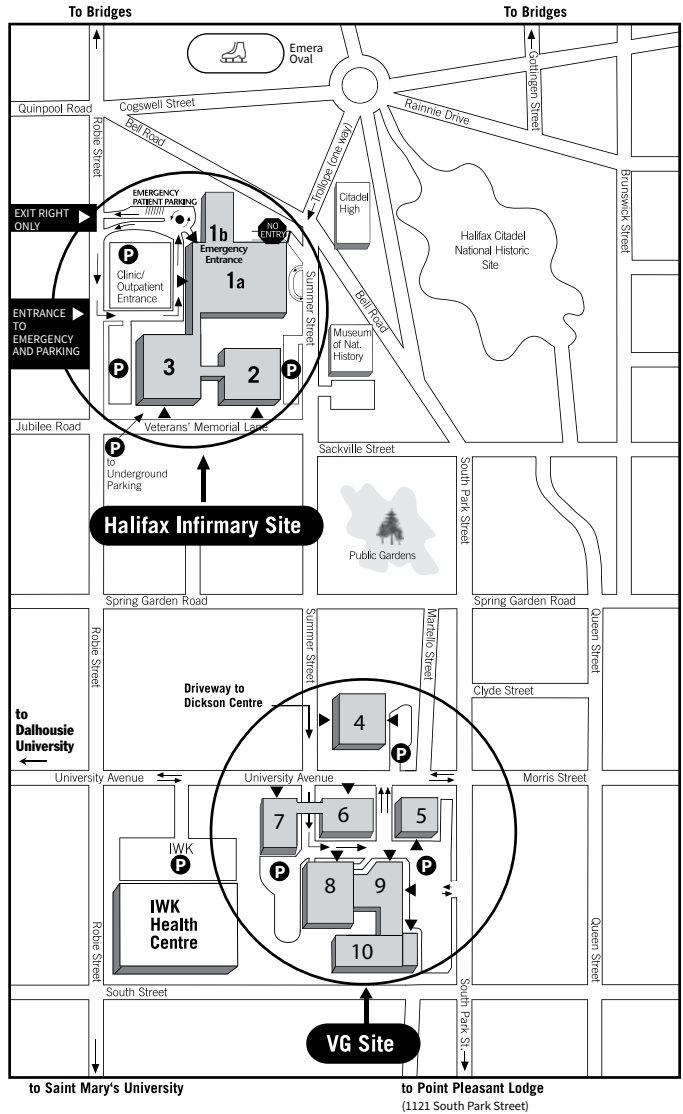 To Bridges
To Bridges
Emera
Oval
Quinpool Road
Cogswell Street
Bell Road
Rainnie Drive
Gottingen Street
Robie Street
Trollope (one way)
Brunswick Street
EMERGENCY
PATIENT PARKING
EXIT RIGHT
ONLY
1b
NO
ENTRY
Citadel
High
Halifax Citadel
National Historic
Site
P
Clinic/
Outpatient
Entrance
Emergency
Entrance
1a
Summer Street
Bell Road
ENTRANCE
TO
EMERGENCY
AND PARKING
Museum
of Nat.
History
P
3
2
P
Jubilee Road
Veterans' Memorial Lane
P
to
Underground
Parking
Sackville Street
South Park Street
Halifax Infirmary Site
Public Gardens
Spring Garden Road
Spring Garden Road
Robie Street
Summer Street
Martello Street
Queen Street
Driveway to
Dickson Centre
Clyde Street
to
Dalhousie
University
4
P
University Avenue
University Avenue
Morris Street
7
6
5
IWK
P
P
P
8
9
IWK
Health
Centre
10
Robie Street
Queen Street
South Street
South Park St.
VG Site
to Saint Mary's University
to Point Pleasant Lodge
(1121 South Park Street)